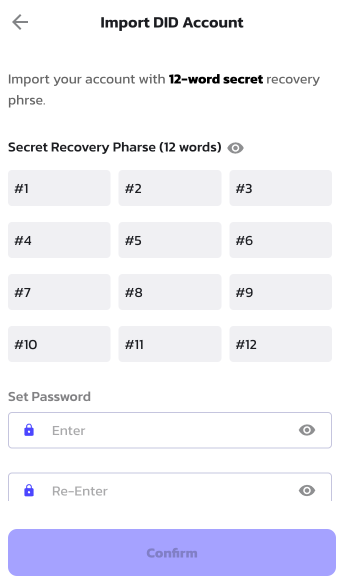 Import DID Account
Import your account with 12-word secret recovery
phrse.
Secret Recovery Pharse (12 words)
#1 #2 #3
#4 #5 #6
#7 #8 #9
#10 #11 #12
Set Password
Enter
Re-Enter
Confirm